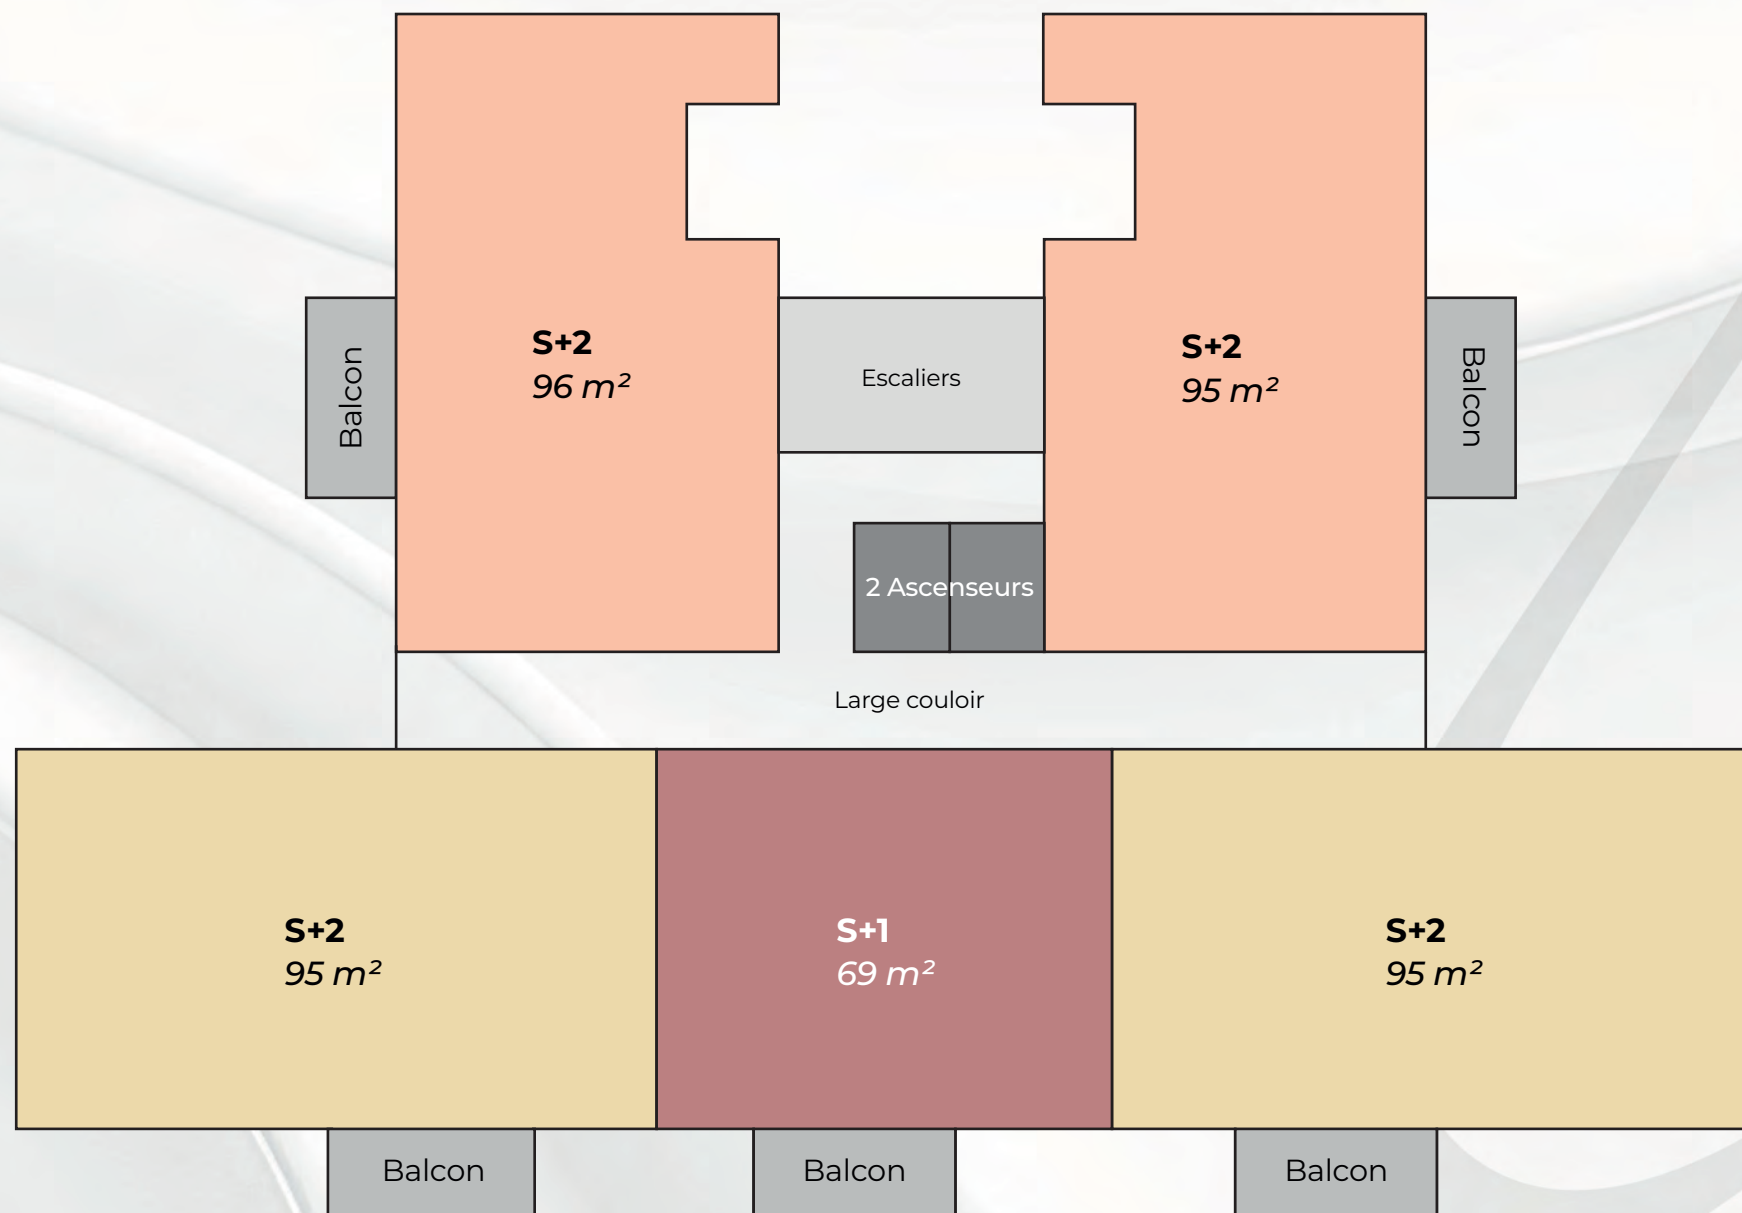 S+2
96 m²
S+2
95 m²
Balcon
Escaliers
Balcon
2 Ascenseurs
Large couloir
S+2
95 m²
S+1
69 m²
S+2
95 m²
Balcon
Balcon
Balcon